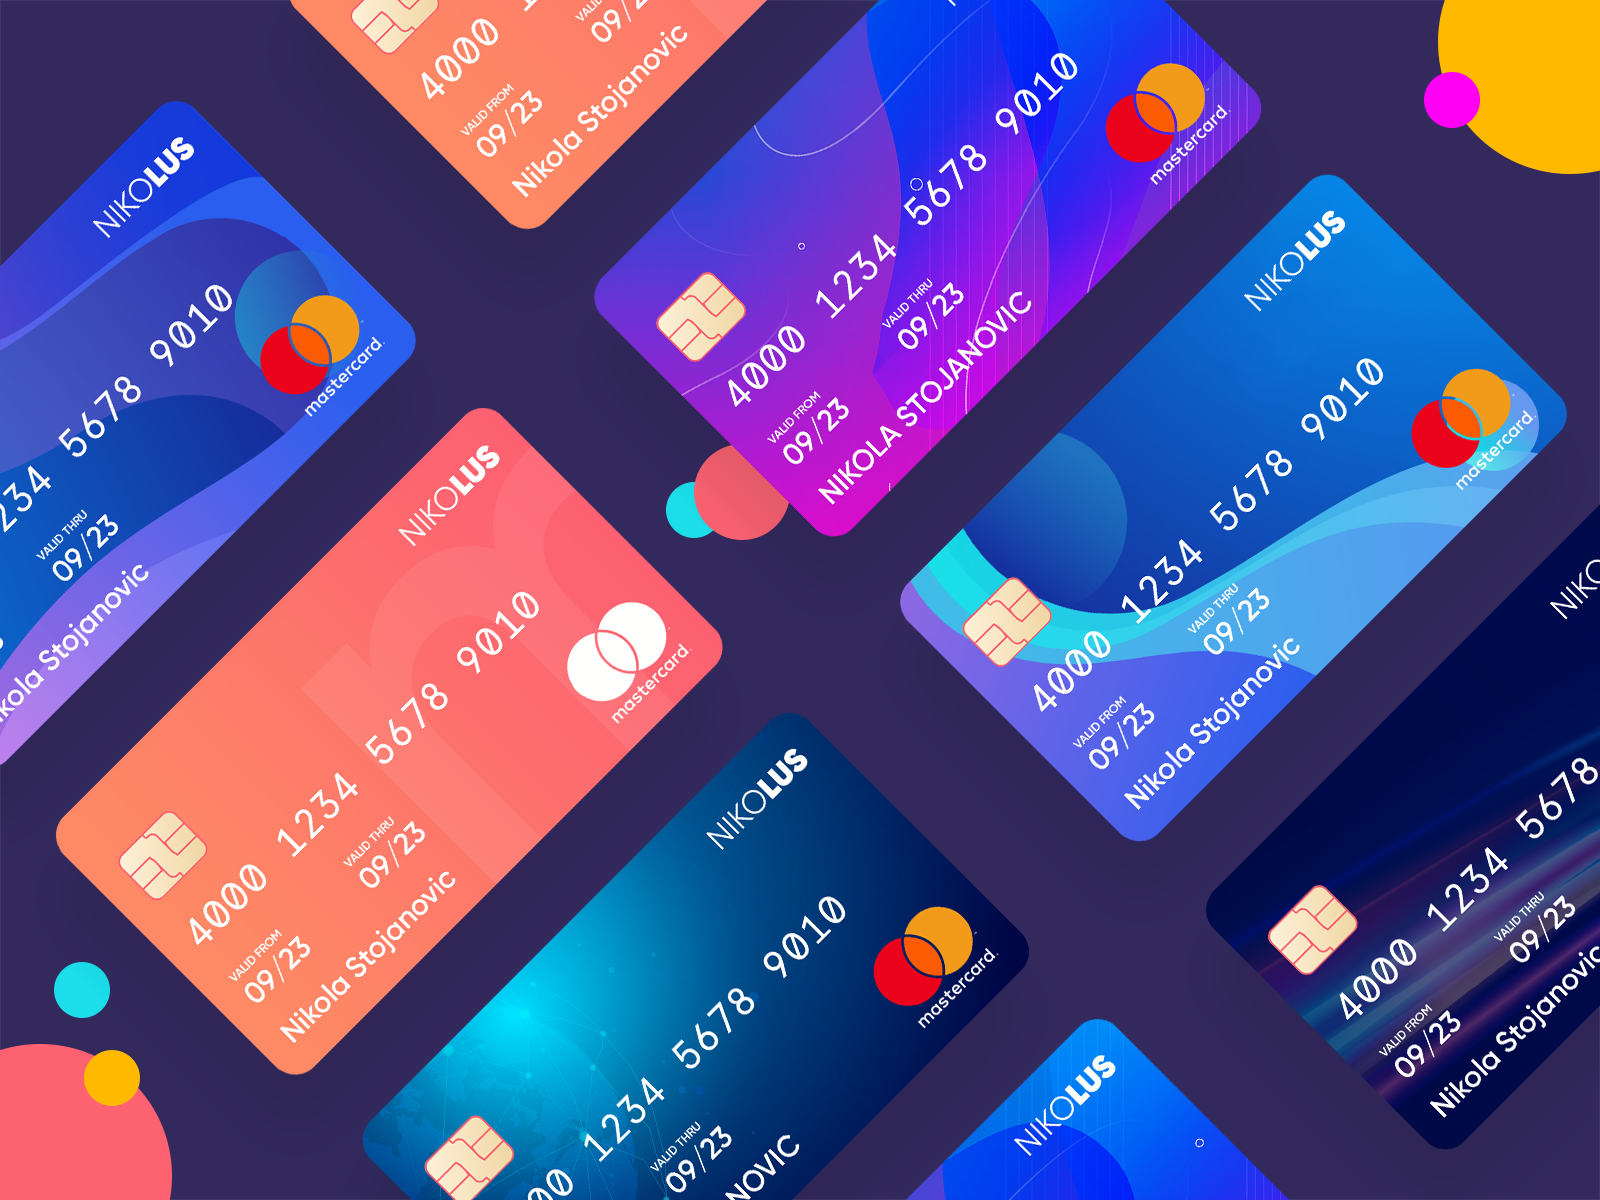 4000
VALID FROM
09/23
Nikola Stojanovic
9010
5678
1234
4000
mastercard
VALID THRU
09/23
VALID FROM
09/23
NIKOLA STOJANOVIC
NIKOLUS
9010
5678
234
mastercard
VALID THRU
09/23
kola Stojanovic
NIKOLUS
4000 1234 5678 9010
mastercard
VALID FROM
09/23
VALID THRU
09/23
Nikola Stojanovic
NIKOLUS
4000 1234 5678 9010
mastercard
VALID FROM
09/23
VALID THRU
09/23
Nikola Stojanovic
NIKOLUS
00 1234 5678 9010
mastercard
VALID THRU
09/23
NOVIC
NIKO
4000 1234 5678
VALID FROM
09/23
VALID THRU
09/23
Nikola Stojanovic
NIKOLUS